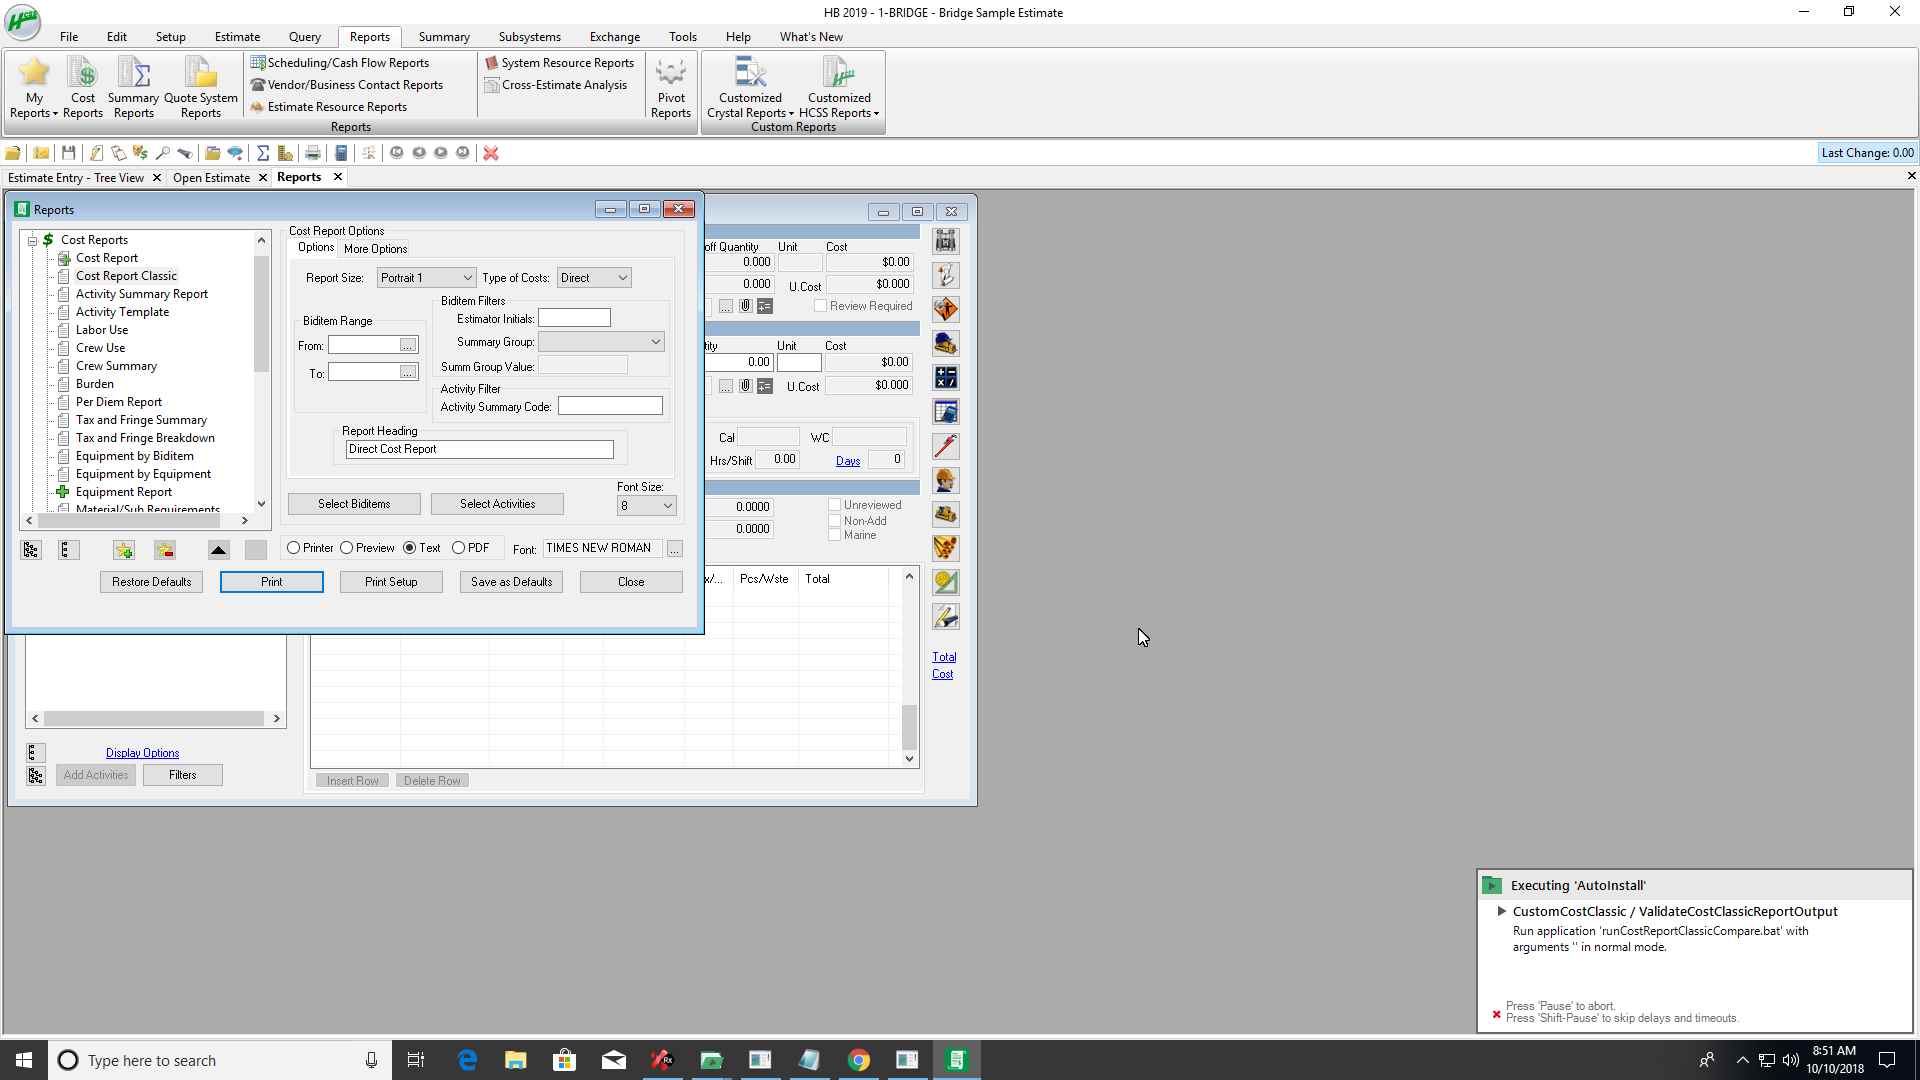 HB 2019 - 1-BRIDGE - Bridge Sample Estimate
File Edit Setup Estimate Query Reports Summary Subsystems Exchange Tools Help What's New
My Reports
Cost Reports
Summary Reports
Quote System Reports
Scheduling/Cash Flow Reports
Vendor/Business Contact Reports
Estimate Resource Reports
System Resource Reports
Cross-Estimate Analysis
Pivot Reports
Customized Crystal Reports
Customized HCSS Reports
Reports
Custom Reports
Last Change: 0.00
Estimate Entry - Tree View
Open Estimate
Reports
Reports
Cost Reports
Cost Report
Cost Report Classic
Activity Summary Report
Activity Template
Labor Use
Crew Use
Crew Summary
Burden
Per Diem Report
Tax and Fringe Summary
Tax and Fringe Breakdown
Equipment by Biditem
Equipment by Equipment
Equipment Report
Material/Sub Requirements
Cost Report Options
Options More Options
Report Size: Portrait 1 Type of Costs: Direct
Biditem Range
From:
To:
Biditem Filters
Estimator Initials:
Summary Group:
Summ Group Value:
Activity Filter
Activity Summary Code:
Report Heading
Direct Cost Report
Select Biditems Select Activities
Font Size:
8
Printer Preview Text PDF Font: TIMES NEW ROMAN ...
Restore Defaults Print Print Setup Save as Defaults Close
off Quantity Unit Cost
0.000 $0.00
0.000 U.Cost $0.000
Review Required
tity Unit Cost
0.00 $0.00
U.Cost $0.000
Cal WC
Hrs/Shift 0.00 Days 0
0.0000 Unreviewed
Non-Add
0.0000 Marine
x/... Pcs/Wste Total
Total
Cost
Display Options
Add Activities Filters
Insert Row Delete Row
Executing 'AutoInstall'
CustomCostClassic / ValidateCostClassicReportOutput
Run application 'runCostReportClassicCompare.bat' with
arguments '' in normal mode.
Press 'Pause' to abort.
Press 'Shift-Pause' to skip delays and timeouts.
Type here to search
8:51 AM
10/10/2018